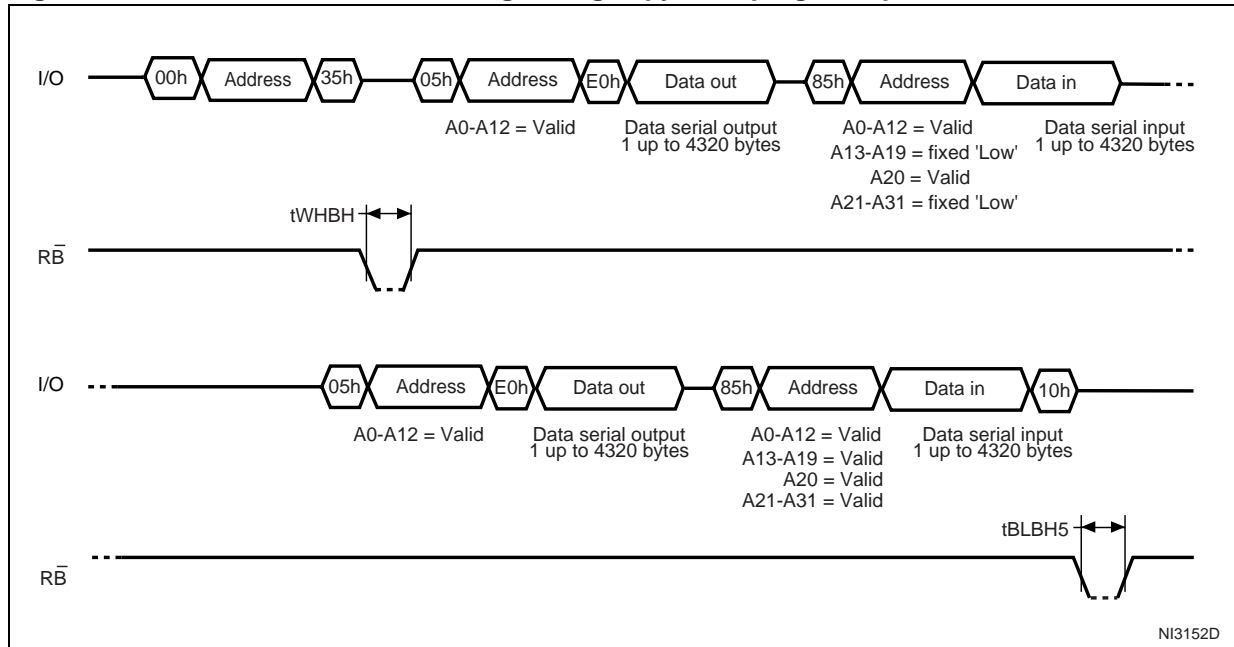 I/O 00h Address 35h 05h Address E0h Data out 85h Address Data in
A0-A12 = Valid Data serial output A0-A12 = Valid Data serial input
1 up to 4320 bytes A13-A19 = fixed 'Low' 1 up to 4320 bytes
A20 = Valid
A21-A31 = fixed 'Low'
tWHBH
RB̅
I/O 05h Address E0h Data out 85h Address Data in 10h
A0-A12 = Valid Data serial output A0-A12 = Valid Data serial input
1 up to 4320 bytes A13-A19 = Valid 1 up to 4320 bytes
A20 = Valid
A21-A31 = Valid
tBLBH5
RB̅
NI3152D